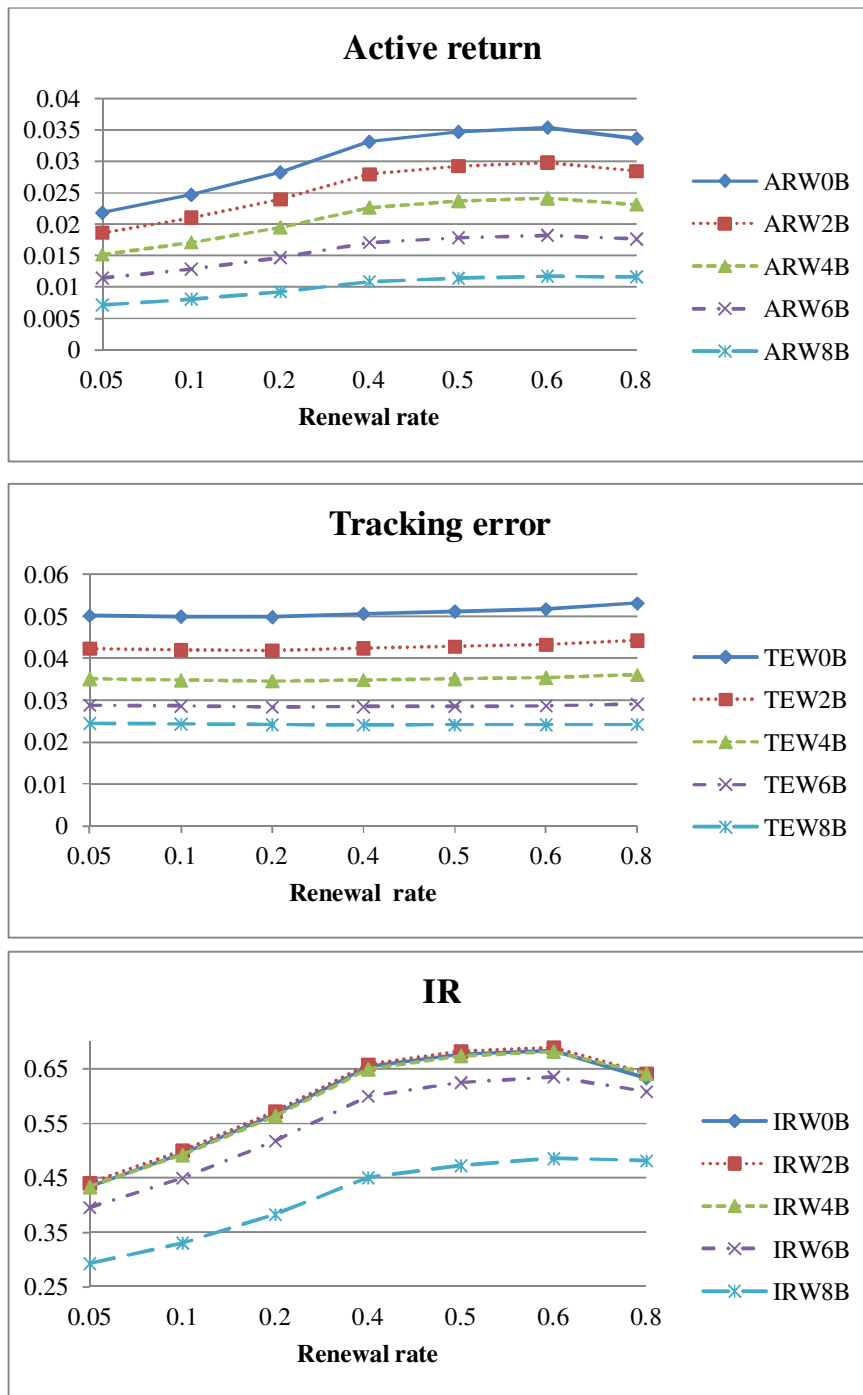 Active return
0.04
0.035
0.03
0.025
0.02
0.015
0.01
0.005
0
0.05 0.1 0.2 0.4 0.5 0.6 0.8
Renewal rate
ARW0B
ARW2B
ARW4B
ARW6B
ARW8B
Tracking error
0.06
0.05
0.04
0.03
0.02
0.01
0
0.05 0.1 0.2 0.4 0.5 0.6 0.8
Renewal rate
TEW0B
TEW2B
TEW4B
TEW6B
TEW8B
IR
0.65
0.55
0.45
0.35
0.25
0.05 0.1 0.2 0.4 0.5 0.6 0.8
Renewal rate
IRW0B
IRW2B
IRW4B
IRW6B
IRW8B